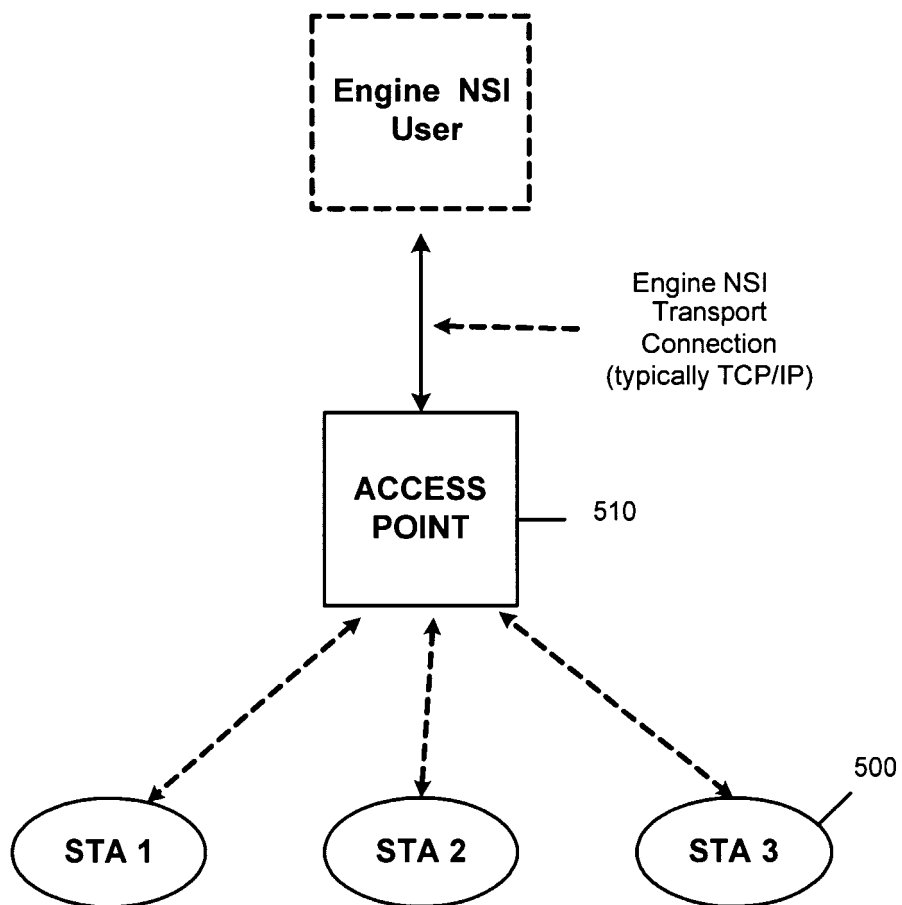 Engine NSI
User
Engine NSI
Transport
Connection
(typically TCP/IP)
ACCESS
POINT
510
500
STA 1
STA 2
STA 3